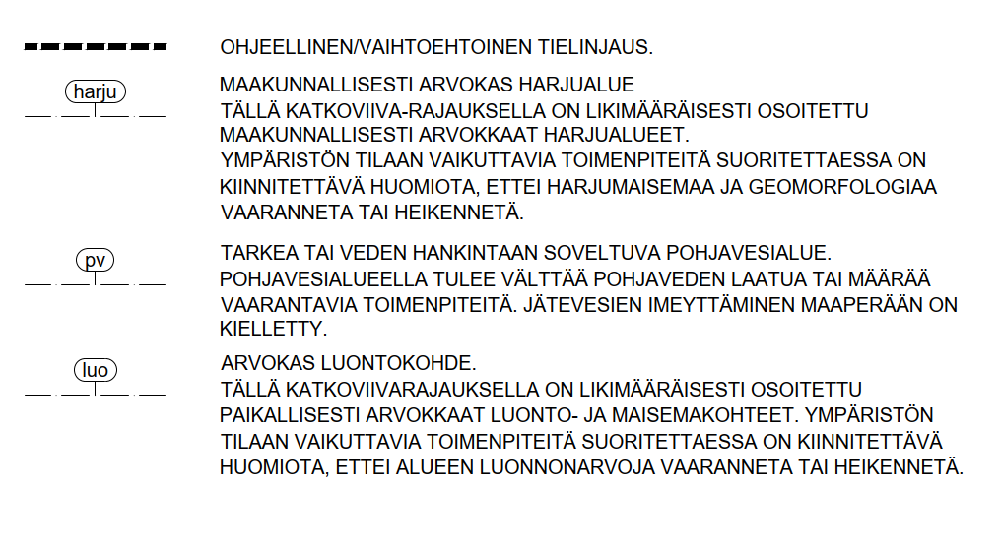 OHJEELLINEN/VAIHTOEHTOINEN TIELINJAUS.
harju
MAAKUNNALLISESTI ARVOKAS HARJUALUE
TÄLLÄ KATKOVIIVA-RAJAUKSELLA ON LIKIMÄÄRÄISESTI OSOITETTU
MAAKUNNALLISESTI ARVOKKAAT HARJUALUEET.
YMPÄRISTÖN TILAAN VAIKUTTAVIA TOIMENPITEITÄ SUORITETTAESSA ON
KIINNITETTÄVÄ HUOMIOTA, ETTEI HARJUMAISEMAA JA GEOMORFOLOGIAA
VAARANNETA TAI HEIKENNETÄ.
pv
TARKEA TAI VEDEN HANKINTAAN SOVELTUVA POHJAVESIALUE.
POHJAVESIALUEELLA TULEE VÄLTTÄÄ POHJAVEDEN LAATUA TAI MÄÄRÄÄ
VAARANTAVIA TOIMENPITEITÄ. JÄTEVESIEN IMEYTTÄMINEN MAAPERÄÄN ON
KIELLETTY.
luo
ARVOKAS LUONTOKOHDE.
TÄLLÄ KATKOVIIVARAJAUKSELLA ON LIKIMÄÄRÄISESTI OSOITETTU
PAIKALLISESTI ARVOKKAAT LUONTO- JA MAISEMAKOHTEET. YMPÄRISTÖN
TILAAN VAIKUTTAVIA TOIMENPITEITÄ SUORITETTAESSA ON KIINNITETTÄVÄ
HUOMIOTA, ETTEI ALUEEN LUONNONARVOJA VAARANNETA TAI HEIKENNETÄ.